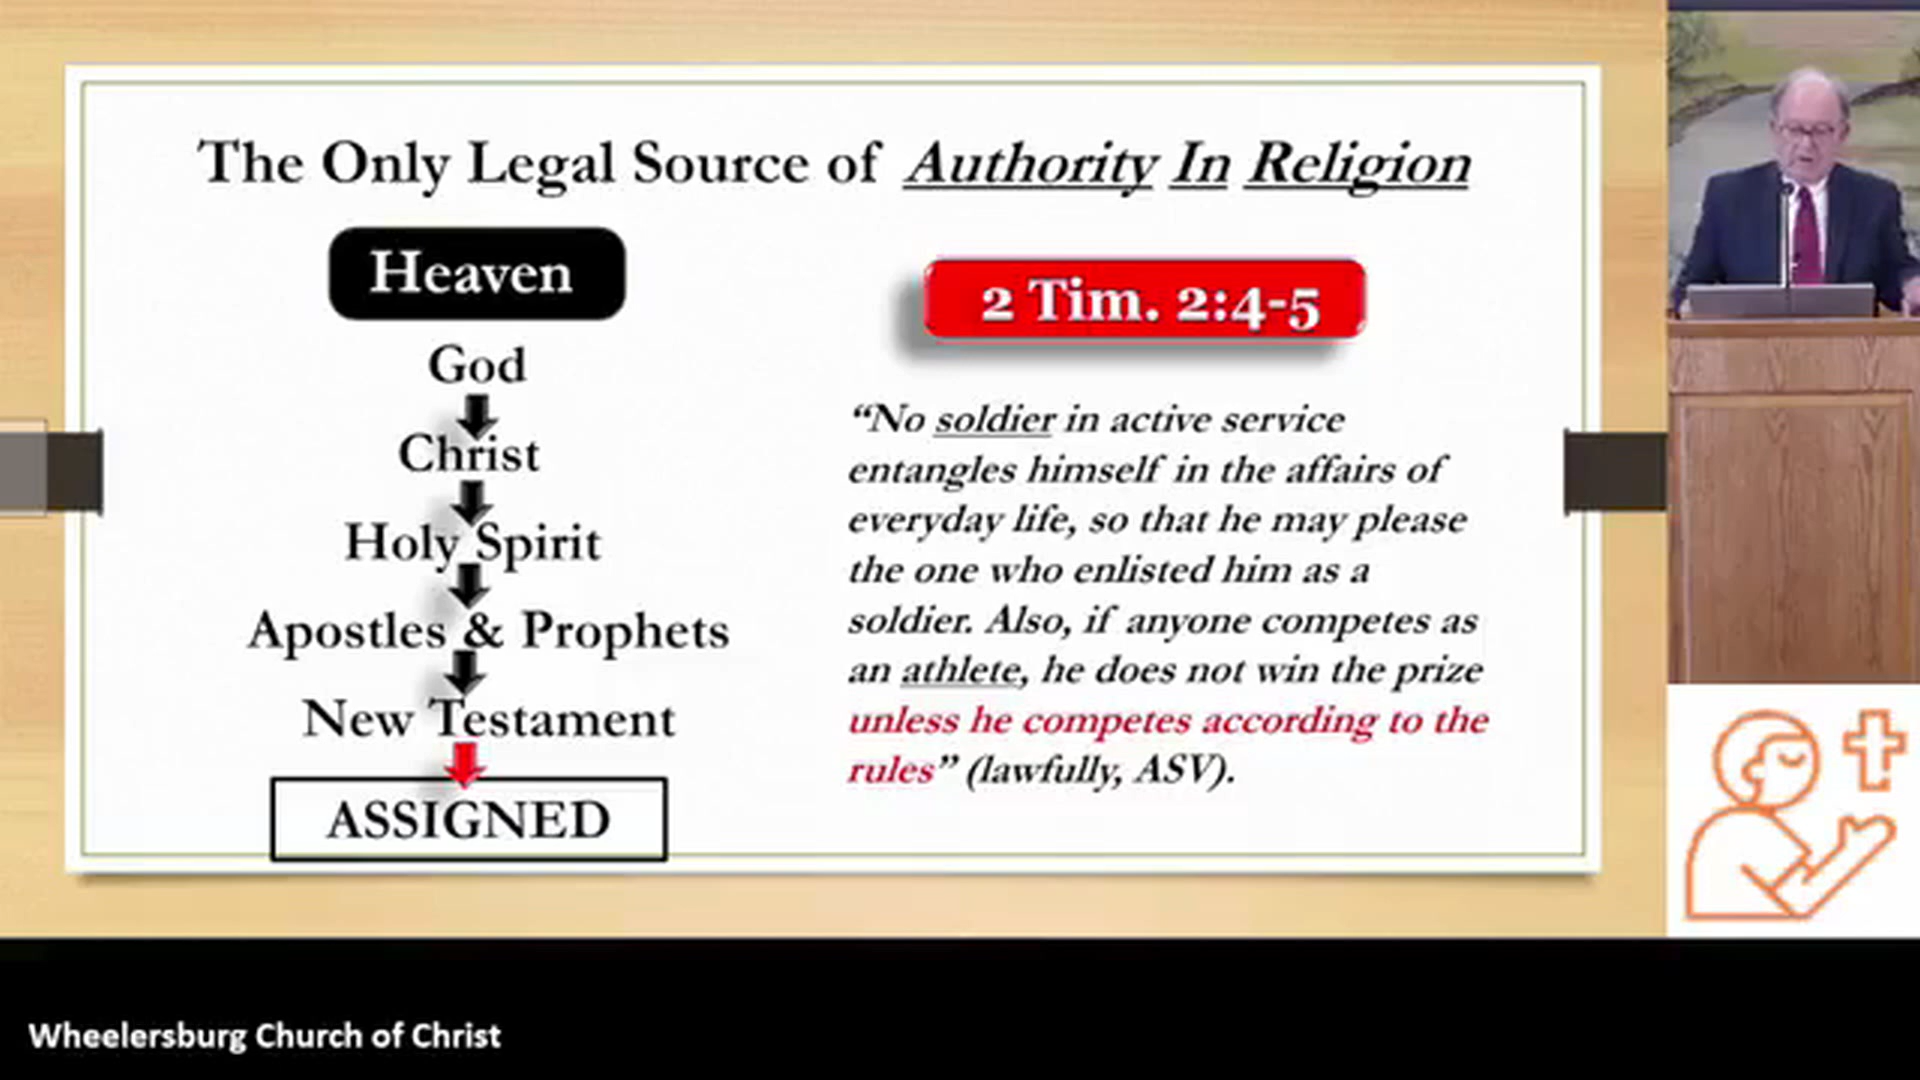 The Only Legal Source of Authority In Religion
Heaven
God
Christ
Holy Spirit
Apostles & Prophets
New Testament
ASSIGNED
2 Tim. 2:4-5
“No soldier in active service
entangles himself in the affairs of
everyday life, so that he may please
the one who enlisted him as a
soldier. Also, if anyone competes as
an athlete, he does not win the prize
unless he competes according to the
rules” (lawfully, ASV).
Wheelersburg Church of Christ